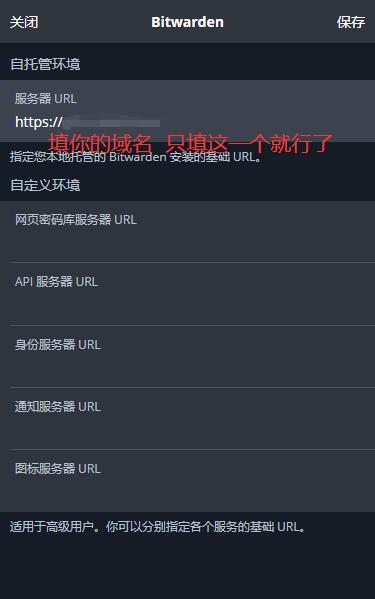 关闭 Bitwarden 保存
自托管环境
服务器 URL
https://
填你的域名 只填这一个就行了
指定您本地托管的 Bitwarden 安装的基础 URL。
自定义环境
网页密码库服务器 URL
API 服务器 URL
身份服务器 URL
通知服务器 URL
图标服务器 URL
适用于高级用户。你可以分别指定各个服务的基础 URL。